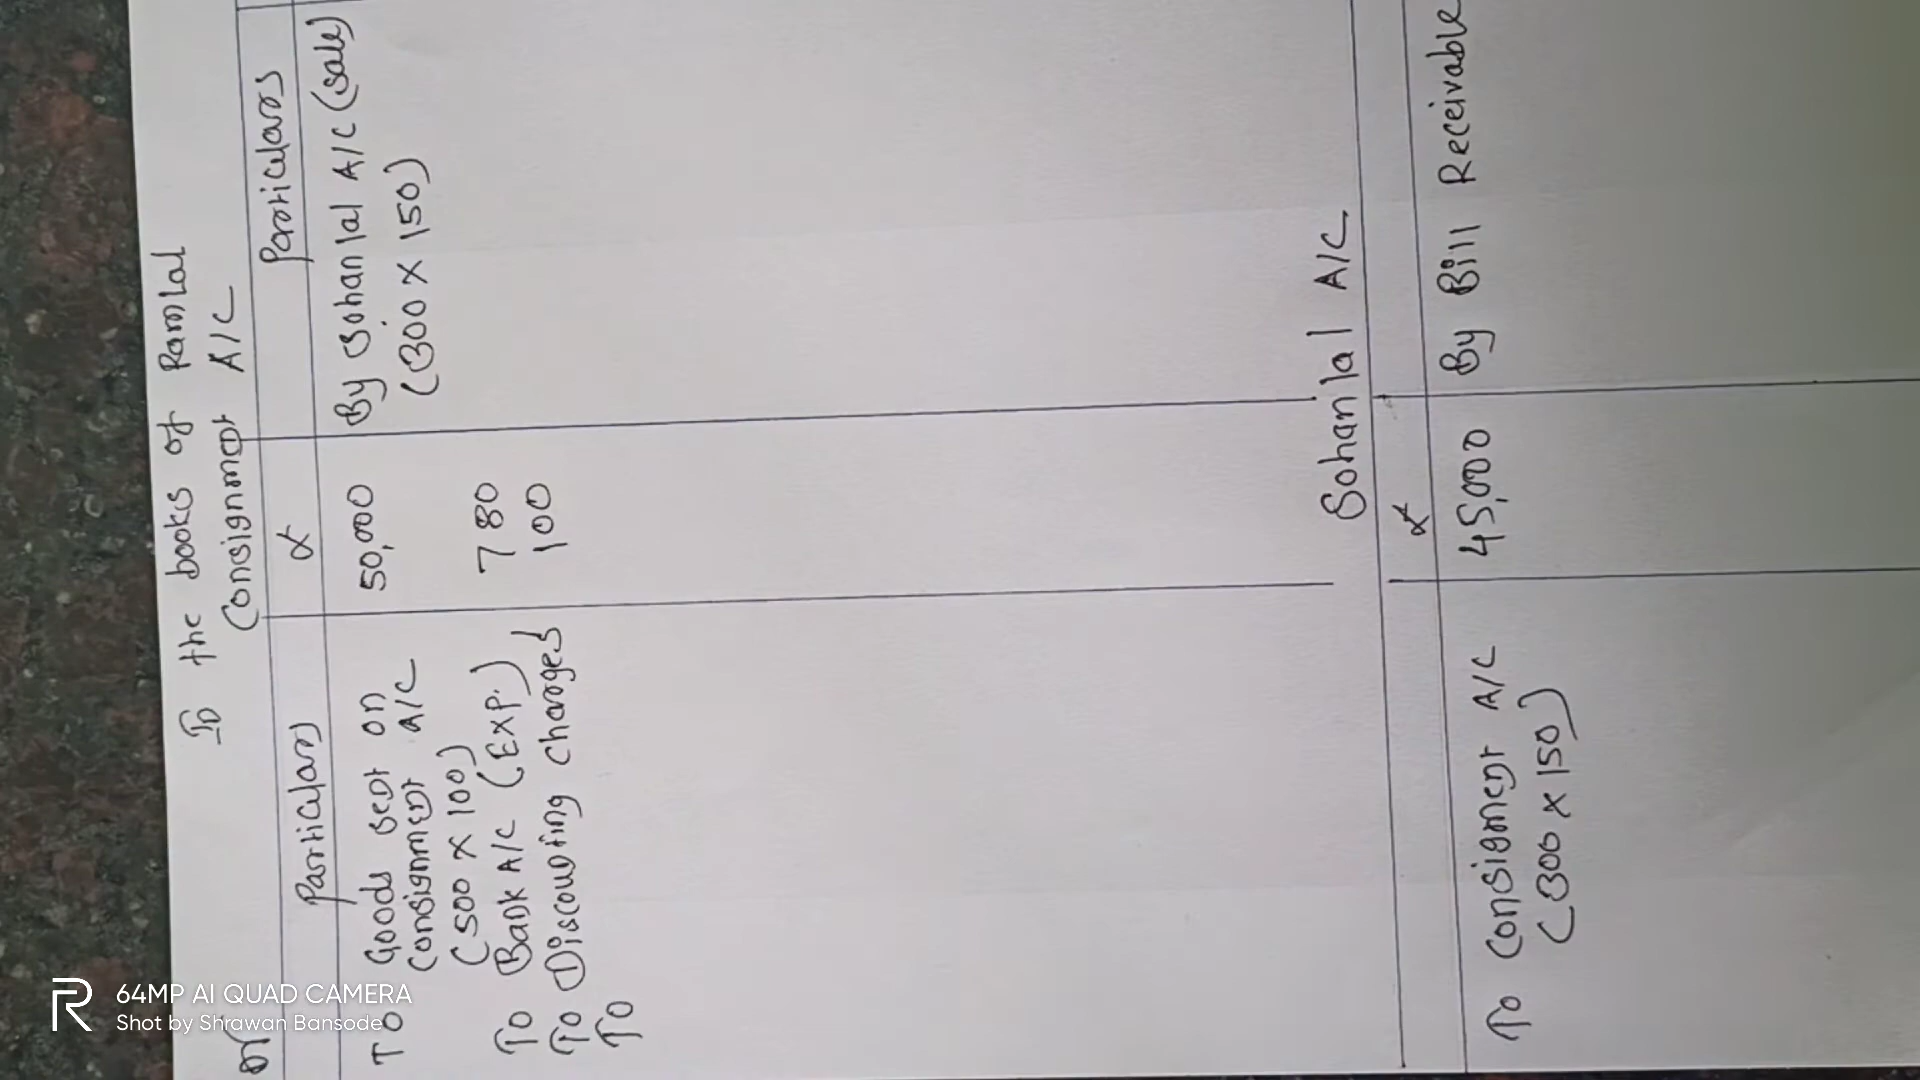 In the books of Ramlal
Consignment A/C
Dr
Particulars ₹ Particulars
To Goods sent on 50,000 By Sohanlal A/C (sale)
Consignment A/C (300 × 150)
(500 × 100)
To Bank A/C (Exp.) 780
To Discounting Charges 100
To
Sohanlal A/C
₹
To Consignment A/C 45,000 By Bill Receivable
(300 × 150)
64MP AI QUAD CAMERA
Shot by Shrawan Bansode